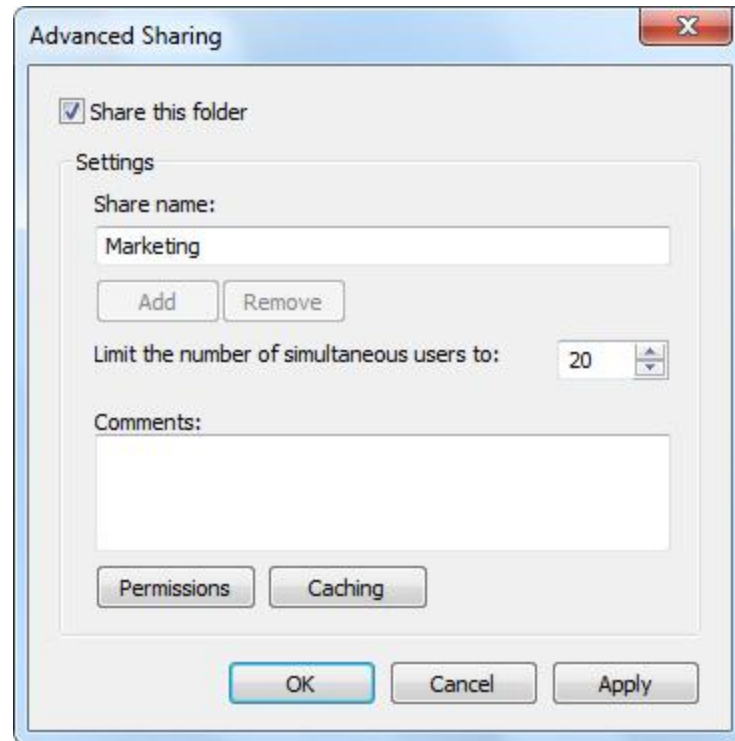 Advanced Sharing
Share this folder
Settings
Share name:
Marketing
Add Remove
Limit the number of simultaneous users to: 20
Comments:
Permissions Caching
OK Cancel Apply